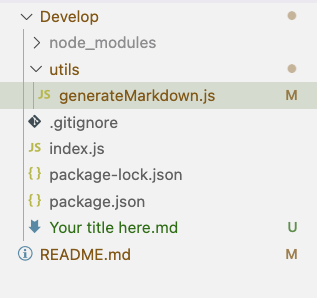 Develop
node_modules
utils
JS generateMarkdown.js M
.gitignore
JS index.js
{} package-lock.json
{} package.json
Your title here.md U
README.md M